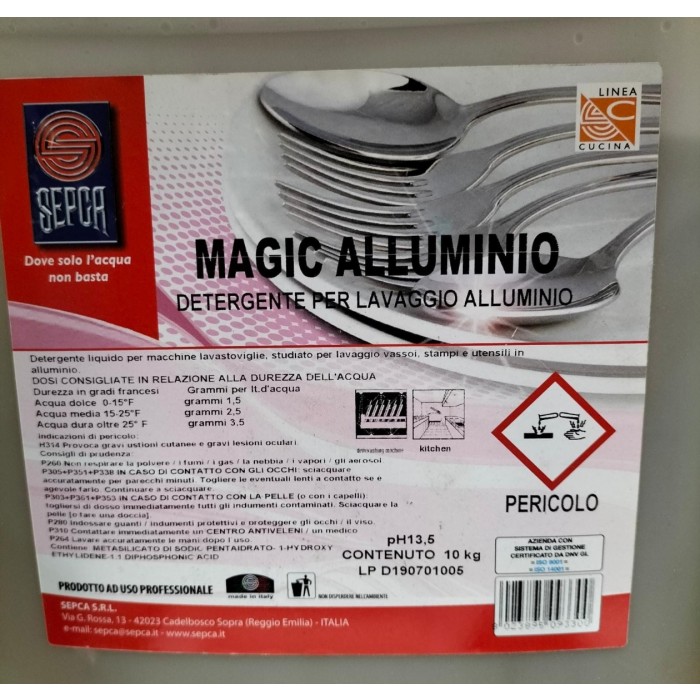 LINEA
CUCINA
SEPCA
Dove solo l'acqua
non basta
MAGIC ALLUMINIO
DETERGENTE PER LAVAGGIO ALLUMINIO
Detergente liquido per macchine lavastoviglie, studiato per lavaggio vassoi, stampi e utensili in
alluminio.
DOSI CONSIGLIATE IN RELAZIONE ALLA DUREZZA DELL'ACQUA
Durezza in gradi francesi Grammi per lt.d'acqua
Acqua dolce 0-15°F grammi 1,5
Acqua media 15-25°F grammi 2,5
Acqua dura oltre 25° F grammi 3,5
Indicazioni di pericolo:
H314 Provoca gravi ustioni cutanee e gravi lesioni oculari
Consigli di prudenza:
P260 Non respirare la polvere / i fumi / i gas / la nebbia / i vapori / gli aerosol
P305+P351+P338 IN CASO DI CONTATTO CON GLI OCCHI: sciacquare
accuratamente per parecchi minuti. Togliere le eventuali lenti a contatto se e
agevole farlo. Continuare a sciacquare.
P303+P361+P353 IN CASO DI CONTATTO CON LA PELLE (o con i capelli):
togliersi di dosso immediatamente tutti gli indumenti contaminati. Sciacquare la
pelle [o fare una doccia].
P280 Indossare guanti / indumenti protettivi e proteggere gli occhi / il viso.
P310 Contattare immediatamente un CENTRO ANTIVELENI / un medico
P264 Lavare accuratamente le mani dopo l'uso
Contiene METASILICATO DI SODIO PENTAIDRATO- 1-HYDROXY
ETHYLIDENE-1 1 DIPHOSPHONIC ACID
kitchen
PERICOLO
pH13,5
CONTENUTO 10 kg
LP D190701005
AZIENDA CON
SISTEMA DI GESTIONE
CERTIFICATO DA DNV GL
= ISO 9001 =
= ISO 14001 =
PRODOTTO AD USO PROFESSIONALE
made in Italy
NON DISPERDERE NELL'AMBIENTE
SEPCA S.R.L.
Via G. Rossa, 13 - 42023 Cadelbosco Sopra (Reggio Emilia) - ITALIA
e-mail: sepca@sepca.it - www.sepca.it